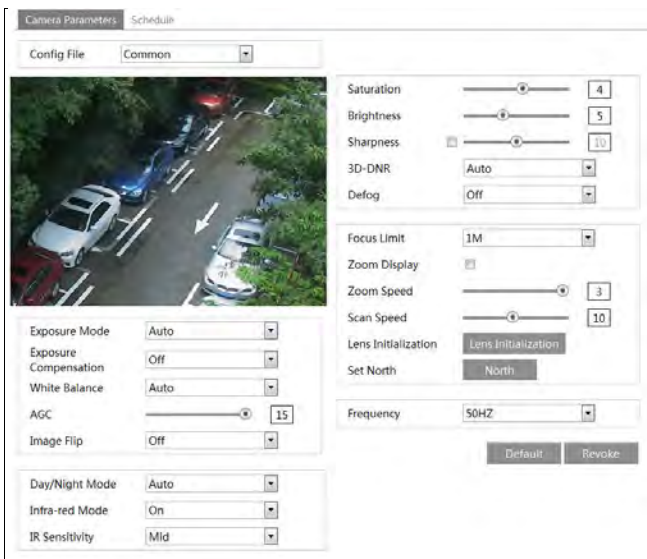 Camera Parameters Schedule
Config File Common
Saturation 4
Brightness 5
Sharpness 10
3D-DNR Auto
Defog Off
Focus Limit 1M
Zoom Display
Zoom Speed 3
Scan Speed 10
Lens Initialization Lens Initialization
Set North North
Frequency 50HZ
Default Revoke
Exposure Mode Auto
Exposure
Compensation Off
White Balance Auto
AGC 15
Image Flip Off
Day/Night Mode Auto
Infra-red Mode On
IR Sensitivity Mid